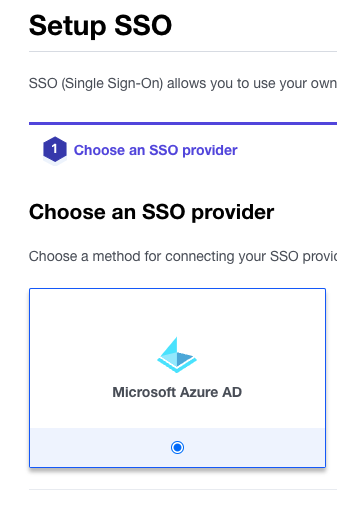 Setup SSO
SSO (Single Sign-On) allows you to use your own
1 Choose an SSO provider
Choose an SSO provider
Choose a method for connecting your SSO provi
Microsoft Azure AD